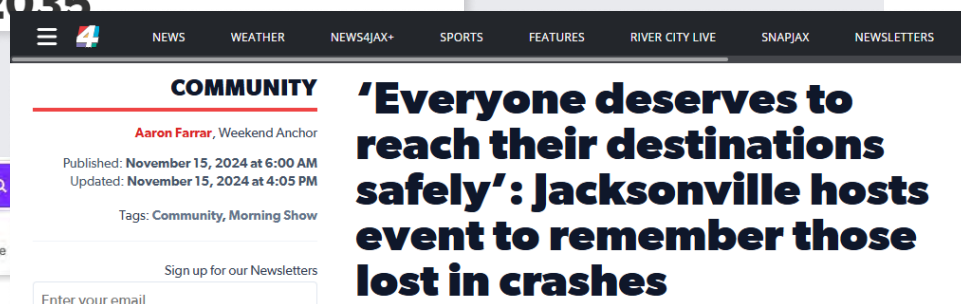 2035
4
NEWS WEATHER NEWS4JAX+ SPORTS FEATURES RIVER CITY LIVE SNAPJAX NEWSLETTERS
COMMUNITY
Aaron Farrar, Weekend Anchor
Published: November 15, 2024 at 6:00 AM
Updated: November 15, 2024 at 4:05 PM
Tags: Community, Morning Show
Sign up for our Newsletters
Enter your email
‘Everyone deserves to
reach their destinations
safely’: Jacksonville hosts
event to remember those
lost in crashes